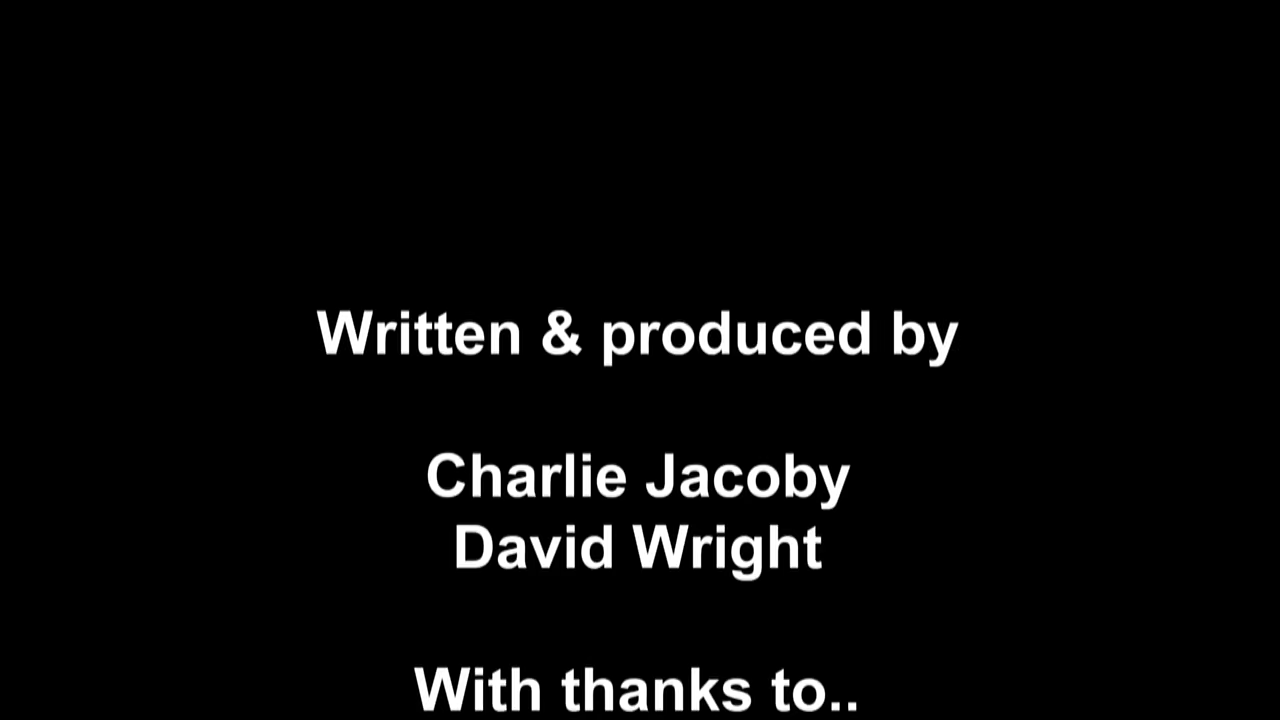 Written & produced by
Charlie Jacoby
David Wright
With thanks to..